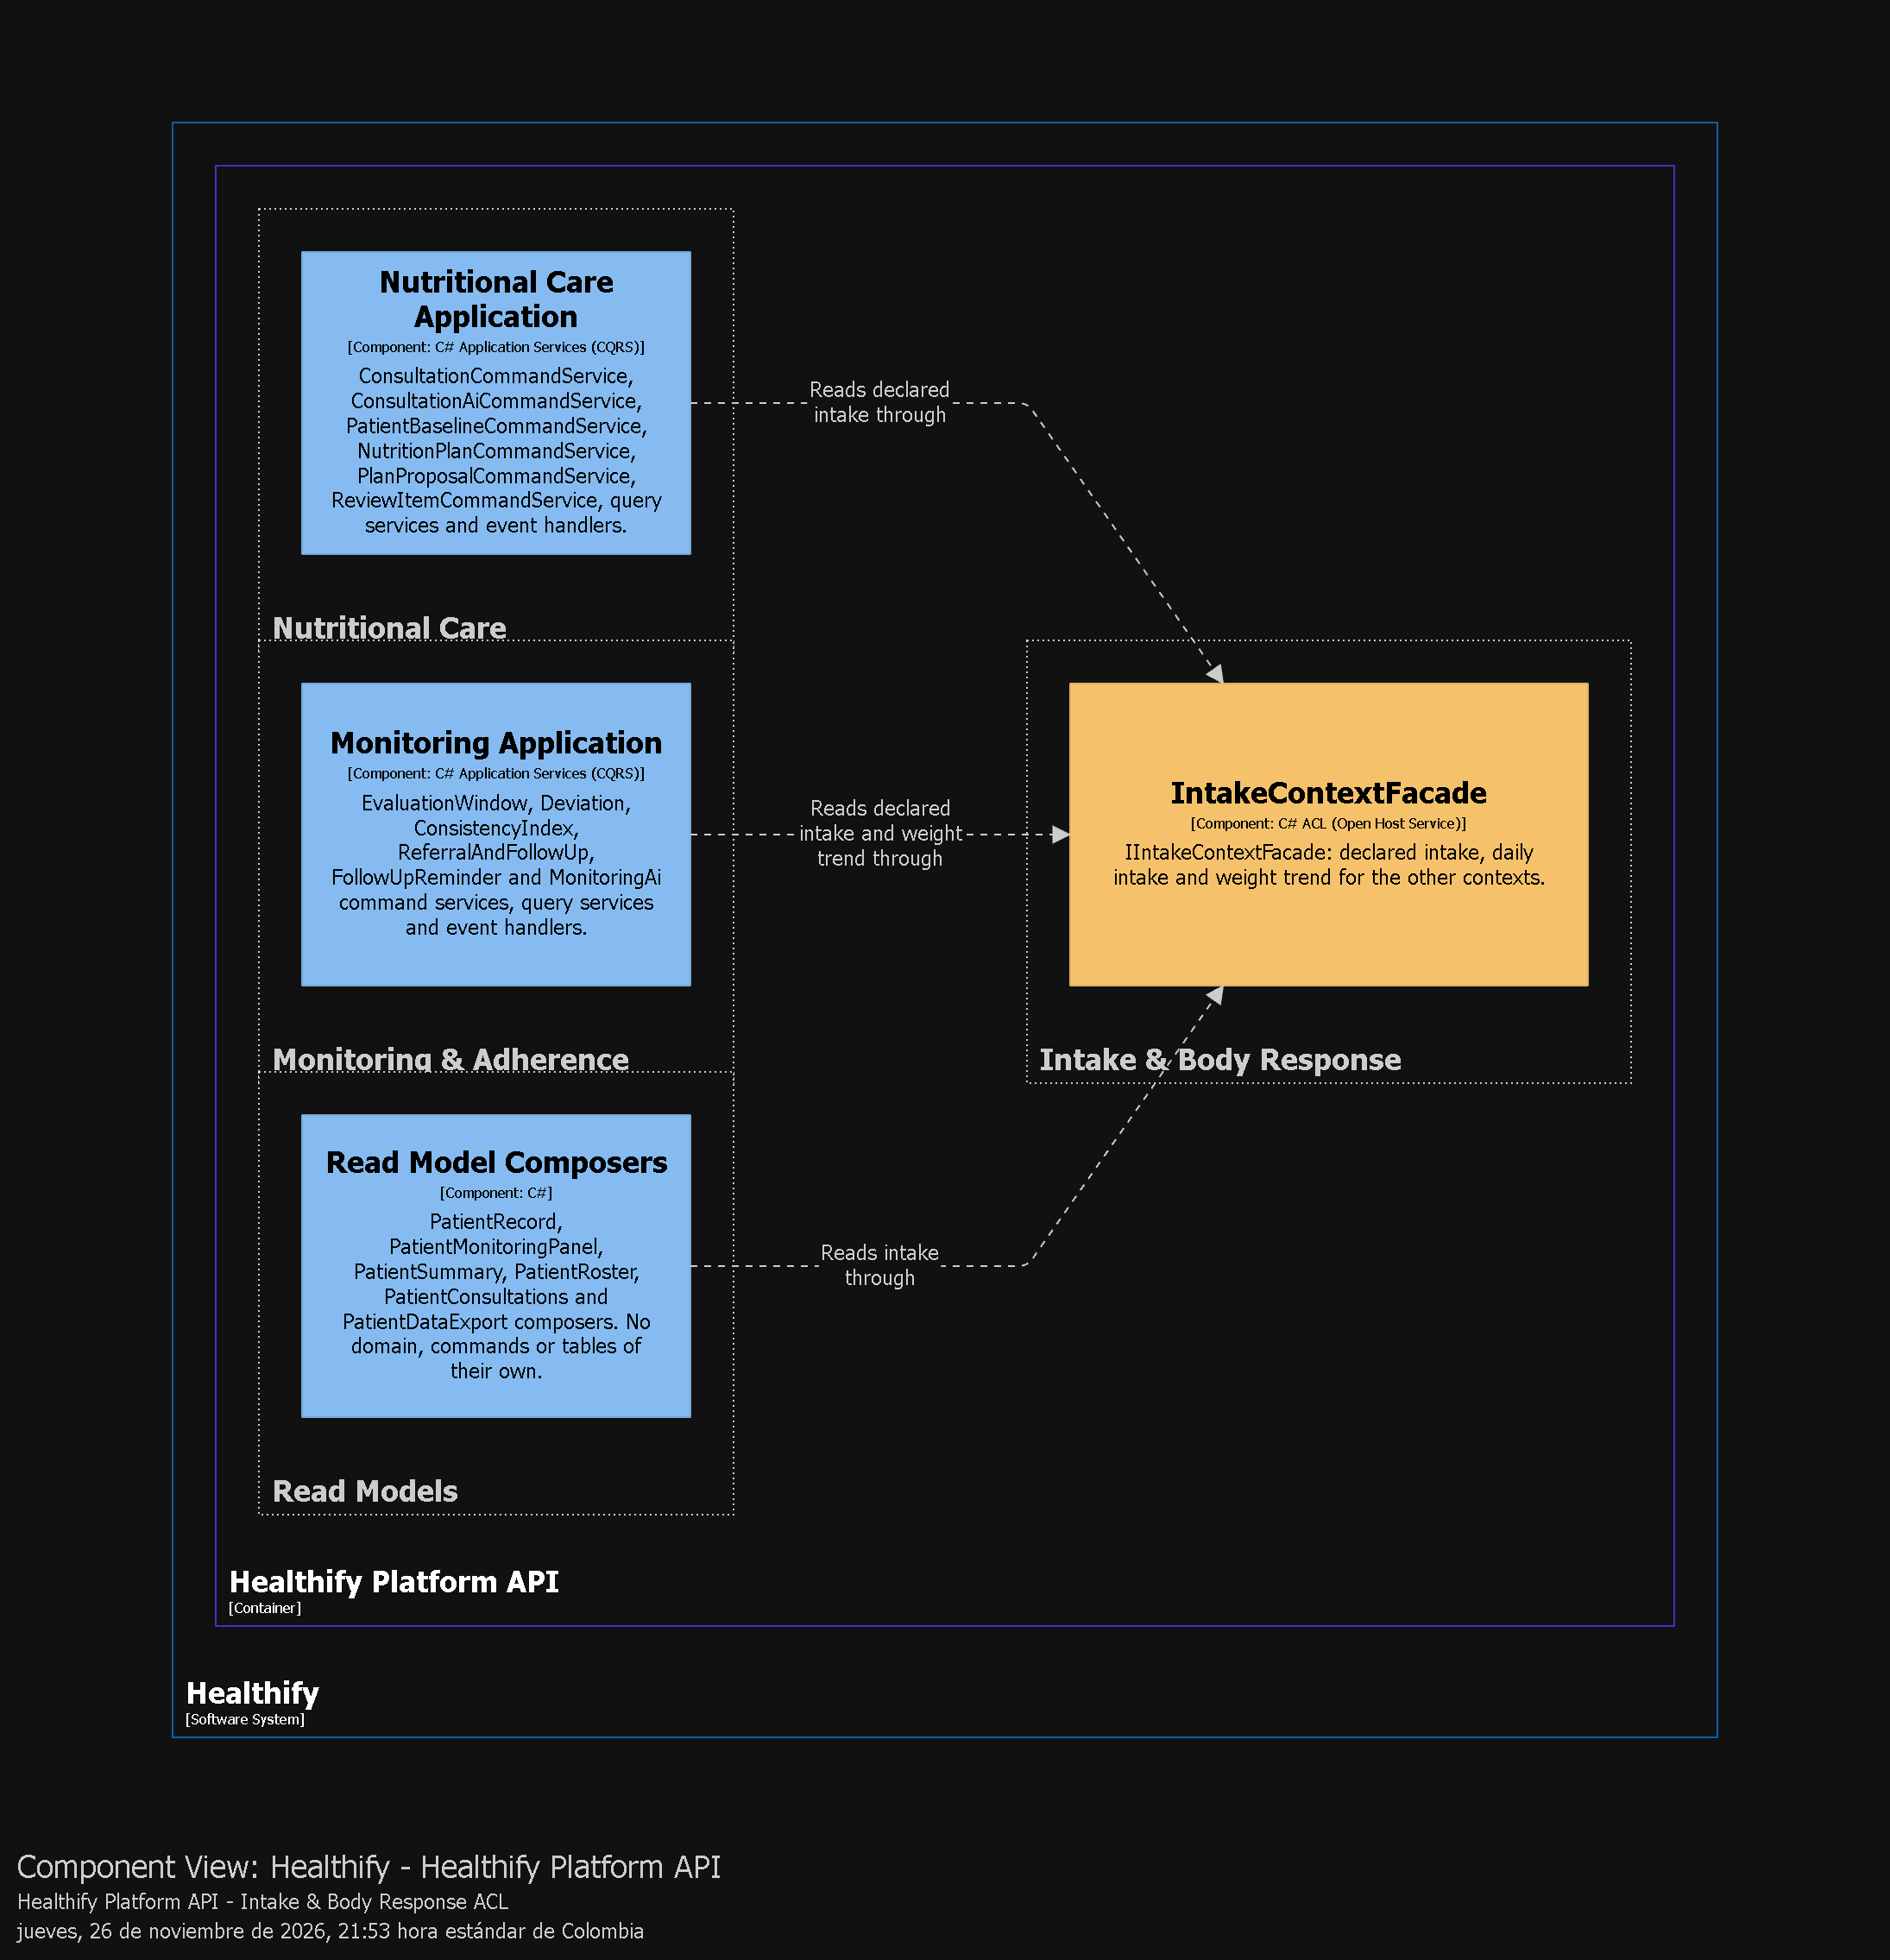 Nutritional Care
Application
[Component: C# Application Services (CQRS)]
ConsultationCommandService,
ConsultationAiCommandService,
PatientBaselineCommandService,
NutritionPlanCommandService,
PlanProposalCommandService,
ReviewItemCommandService, query
services and event handlers.
Nutritional Care
Reads declared
intake through
Monitoring Application
[Component: C# Application Services (CQRS)]
EvaluationWindow, Deviation,
ConsistencyIndex,
ReferralAndFollowUp,
FollowUpReminder and MonitoringAi
command services, query services
and event handlers.
Monitoring & Adherence
Reads declared
intake and weight
trend through
IntakeContextFacade
[Component: C# ACL (Open Host Service)]
IIntakeContextFacade: declared intake, daily
intake and weight trend for the other contexts.
Intake & Body Response
Read Model Composers
[Component: C#]
PatientRecord,
PatientMonitoringPanel,
PatientSummary, PatientRoster,
PatientConsultations and
PatientDataExport composers. No
domain, commands or tables of
their own.
Read Models
Reads intake
through
Healthify Platform API
[Container]
Healthify
[Software System]
Component View: Healthify - Healthify Platform API
Healthify Platform API - Intake & Body Response ACL
jueves, 26 de noviembre de 2026, 21:53 hora estándar de Colombia